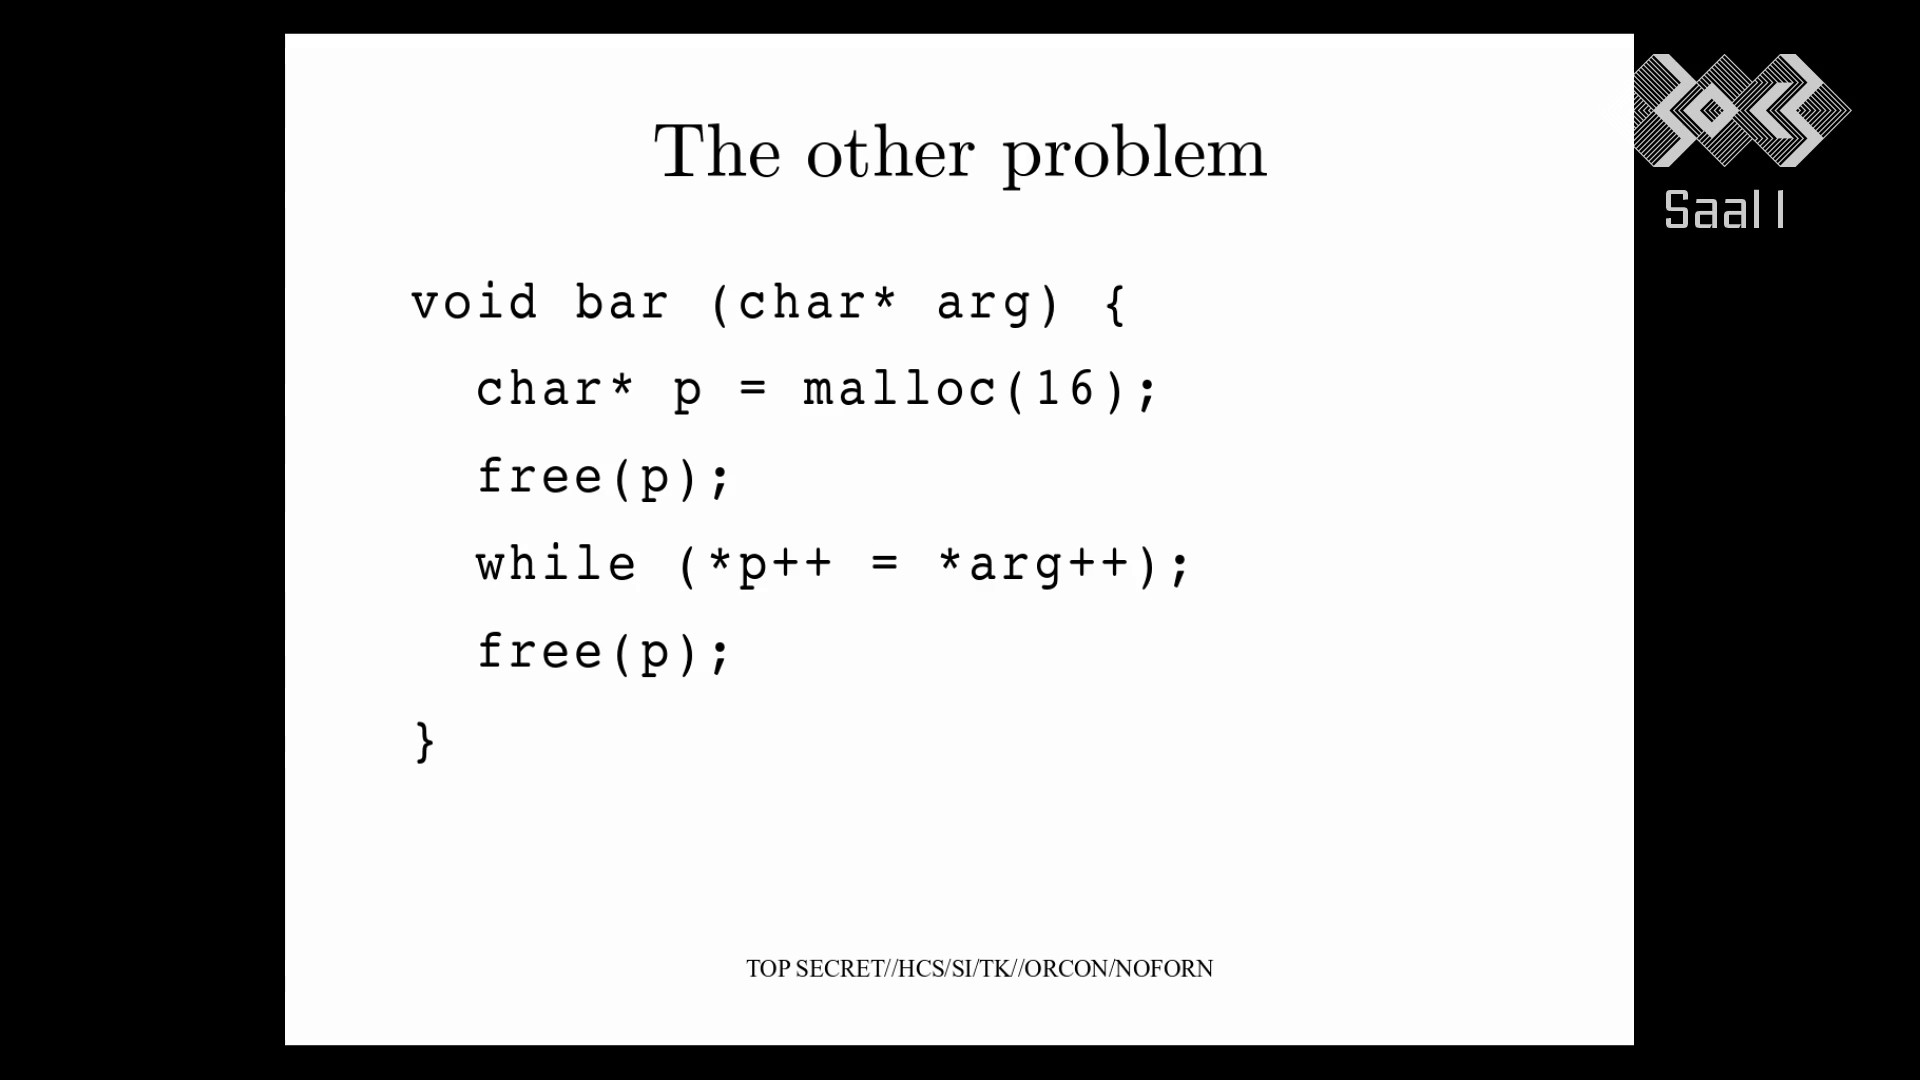 The other problem
Saal 1
void bar (char* arg) {
char* p = malloc(16);
free(p);
while (*p++ = *arg++);
free(p);
}
TOP SECRET//HCS/SI/TK//ORCON/NOFORN